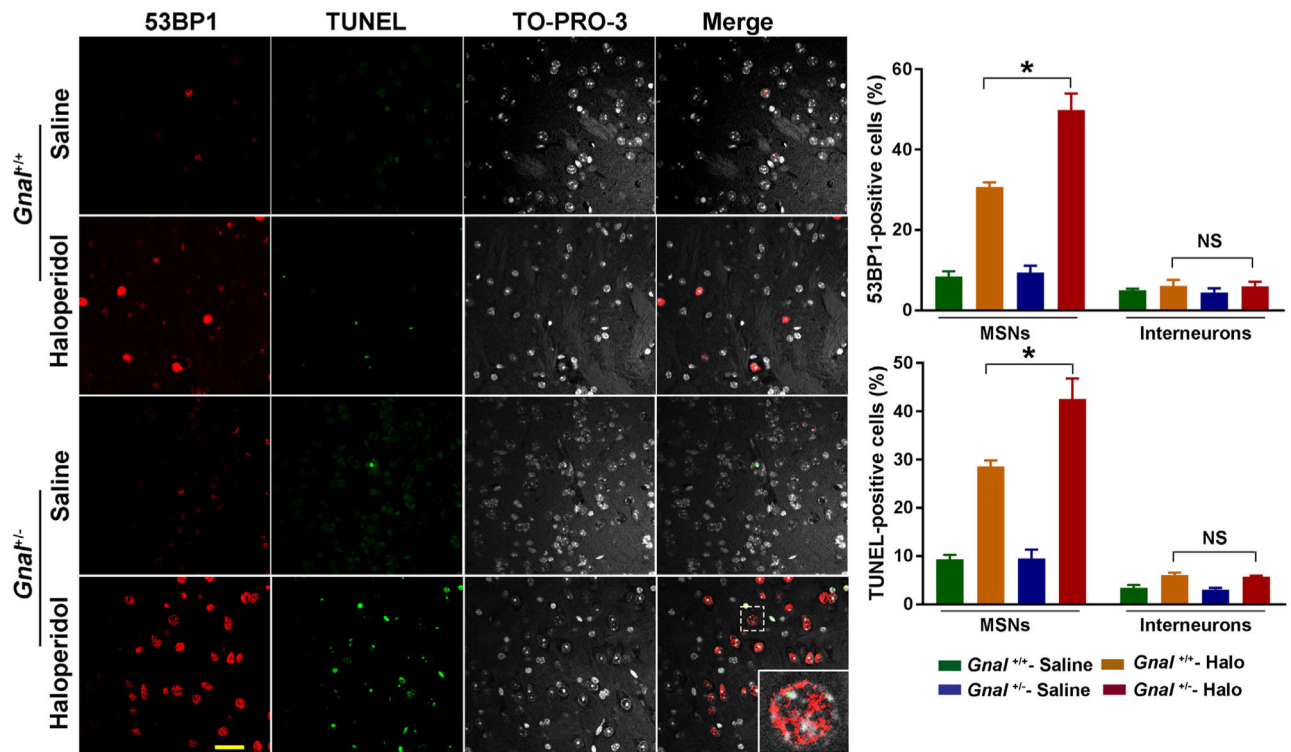 53BP1 TUNEL TO-PRO-3 Merge
Gnal+/+
Saline
Haloperidol
Gnal+/-
Saline
Haloperidol
53BP1-positive cells (%)
60
40
20
0
*
NS
MSNs Interneurons
TUNEL-positive cells (%)
50
40
30
20
10
0
*
NS
MSNs Interneurons
Gnal +/+- Saline Gnal +/+- Halo
Gnal +/-- Saline Gnal +/-- Halo